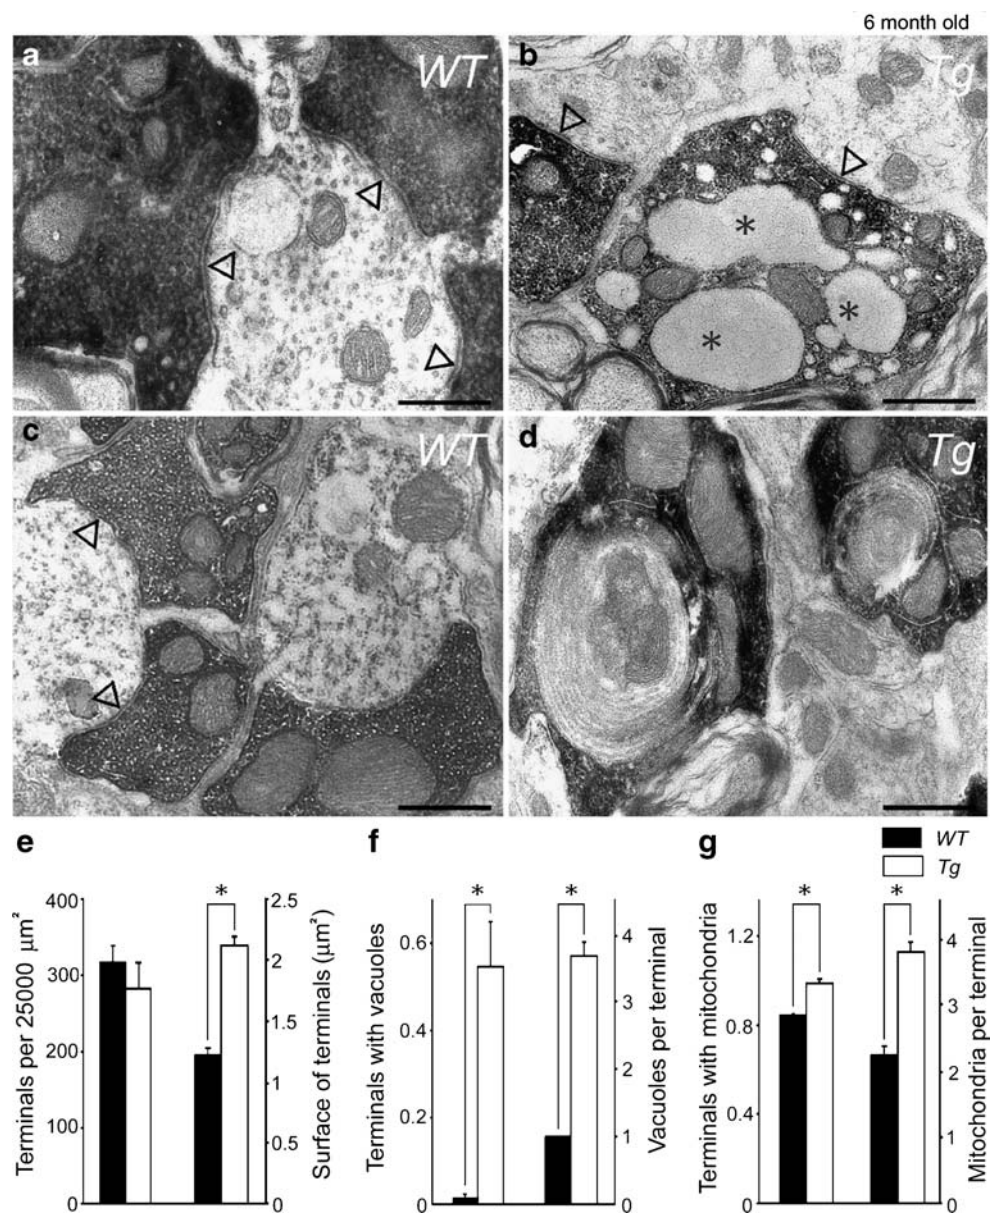 6 month old
a WT
b Tg
* * *
c WT
d Tg
WT
Tg
e
400
300
200
100
0
Terminals per 25000 μm²
*
2.5
2
1.5
1
0.5
0
Surface of terminals (μm²)
f
0.6
0.4
0.2
0
Terminals with vacuoles
* *
4
3
2
1
0
Vacuoles per terminal
g
1.2
0.8
0.4
0
Terminals with mitochondria
* *
4
3
2
1
0
Mitochondria per terminal